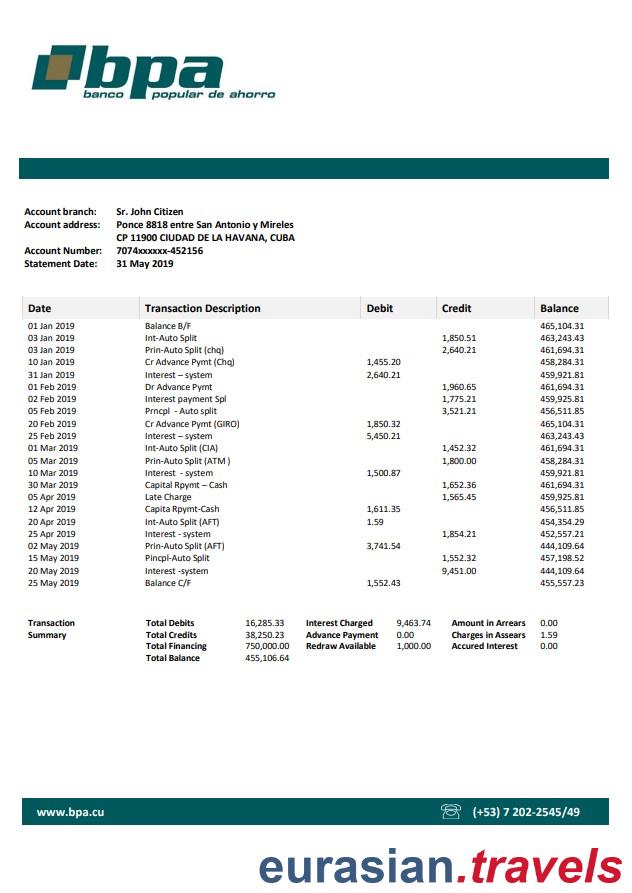 bpa
banco popular de ahorro
Account branch: Sr. John Citizen
Account address: Ponce 8818 entre San Antonio y Mireles
CP 11900 CIUDAD DE LA HAVANA, CUBA
Account Number: 7074xxxxxx-452156
Statement Date: 31 May 2019
Date Transaction Description Debit Credit Balance
01 Jan 2019 Balance B/F 465,104.31
03 Jan 2019 Int-Auto Split 1,850.51 463,243.43
03 Jan 2019 Prin-Auto Split (chq) 2,640.21 461,694.31
10 Jan 2019 Cr Advance Pymt (Chq) 1,455.20 458,284.31
31 Jan 2019 Interest – system 2,640.21 459,921.81
01 Feb 2019 Dr Advance Pymt 1,960.65 461,694.31
02 Feb 2019 Interest payment Spl 1,775.21 459,925.81
05 Feb 2019 Prncpl - Auto split 3,521.21 456,511.85
20 Feb 2019 Cr Advance Pymt (GIRO) 1,850.32 465,104.31
25 Feb 2019 Interest – system 5,450.21 463,243.43
01 Mar 2019 Int-Auto Split (CIA) 1,452.32 461,694.31
05 Mar 2019 Prin-Auto Split (ATM ) 1,800.00 458,284.31
10 Mar 2019 Interest - system 1,500.87 459,921.81
30 Mar 2019 Capital Rpymt – Cash 1,652.36 461,694.31
05 Apr 2019 Late Charge 1,565.45 459,925.81
12 Apr 2019 Capita Rpymt-Cash 1,611.35 456,511.85
20 Apr 2019 Int-Auto Split (AFT) 1.59 454,354.29
25 Apr 2019 Interest - system 1,854.21 452,557.21
02 May 2019 Prin-Auto Split (AFT) 3,741.54 444,109.64
15 May 2019 Pincpl-Auto Split 1,552.32 457,198.52
20 May 2019 Interest -system 9,451.00 444,109.64
25 May 2019 Balance C/F 1,552.43 455,557.23
Transaction Total Debits 16,285.33 Interest Charged 9,463.74 Amount in Arrears 0.00
Summary Total Credits 38,250.23 Advance Payment 0.00 Charges in Assears 1.59
Total Financing 750,000.00 Redraw Available 1,000.00 Accured Interest 0.00
Total Balance 455,106.64
www.bpa.cu (+53) 7 202-2545/49
eurasian.travels